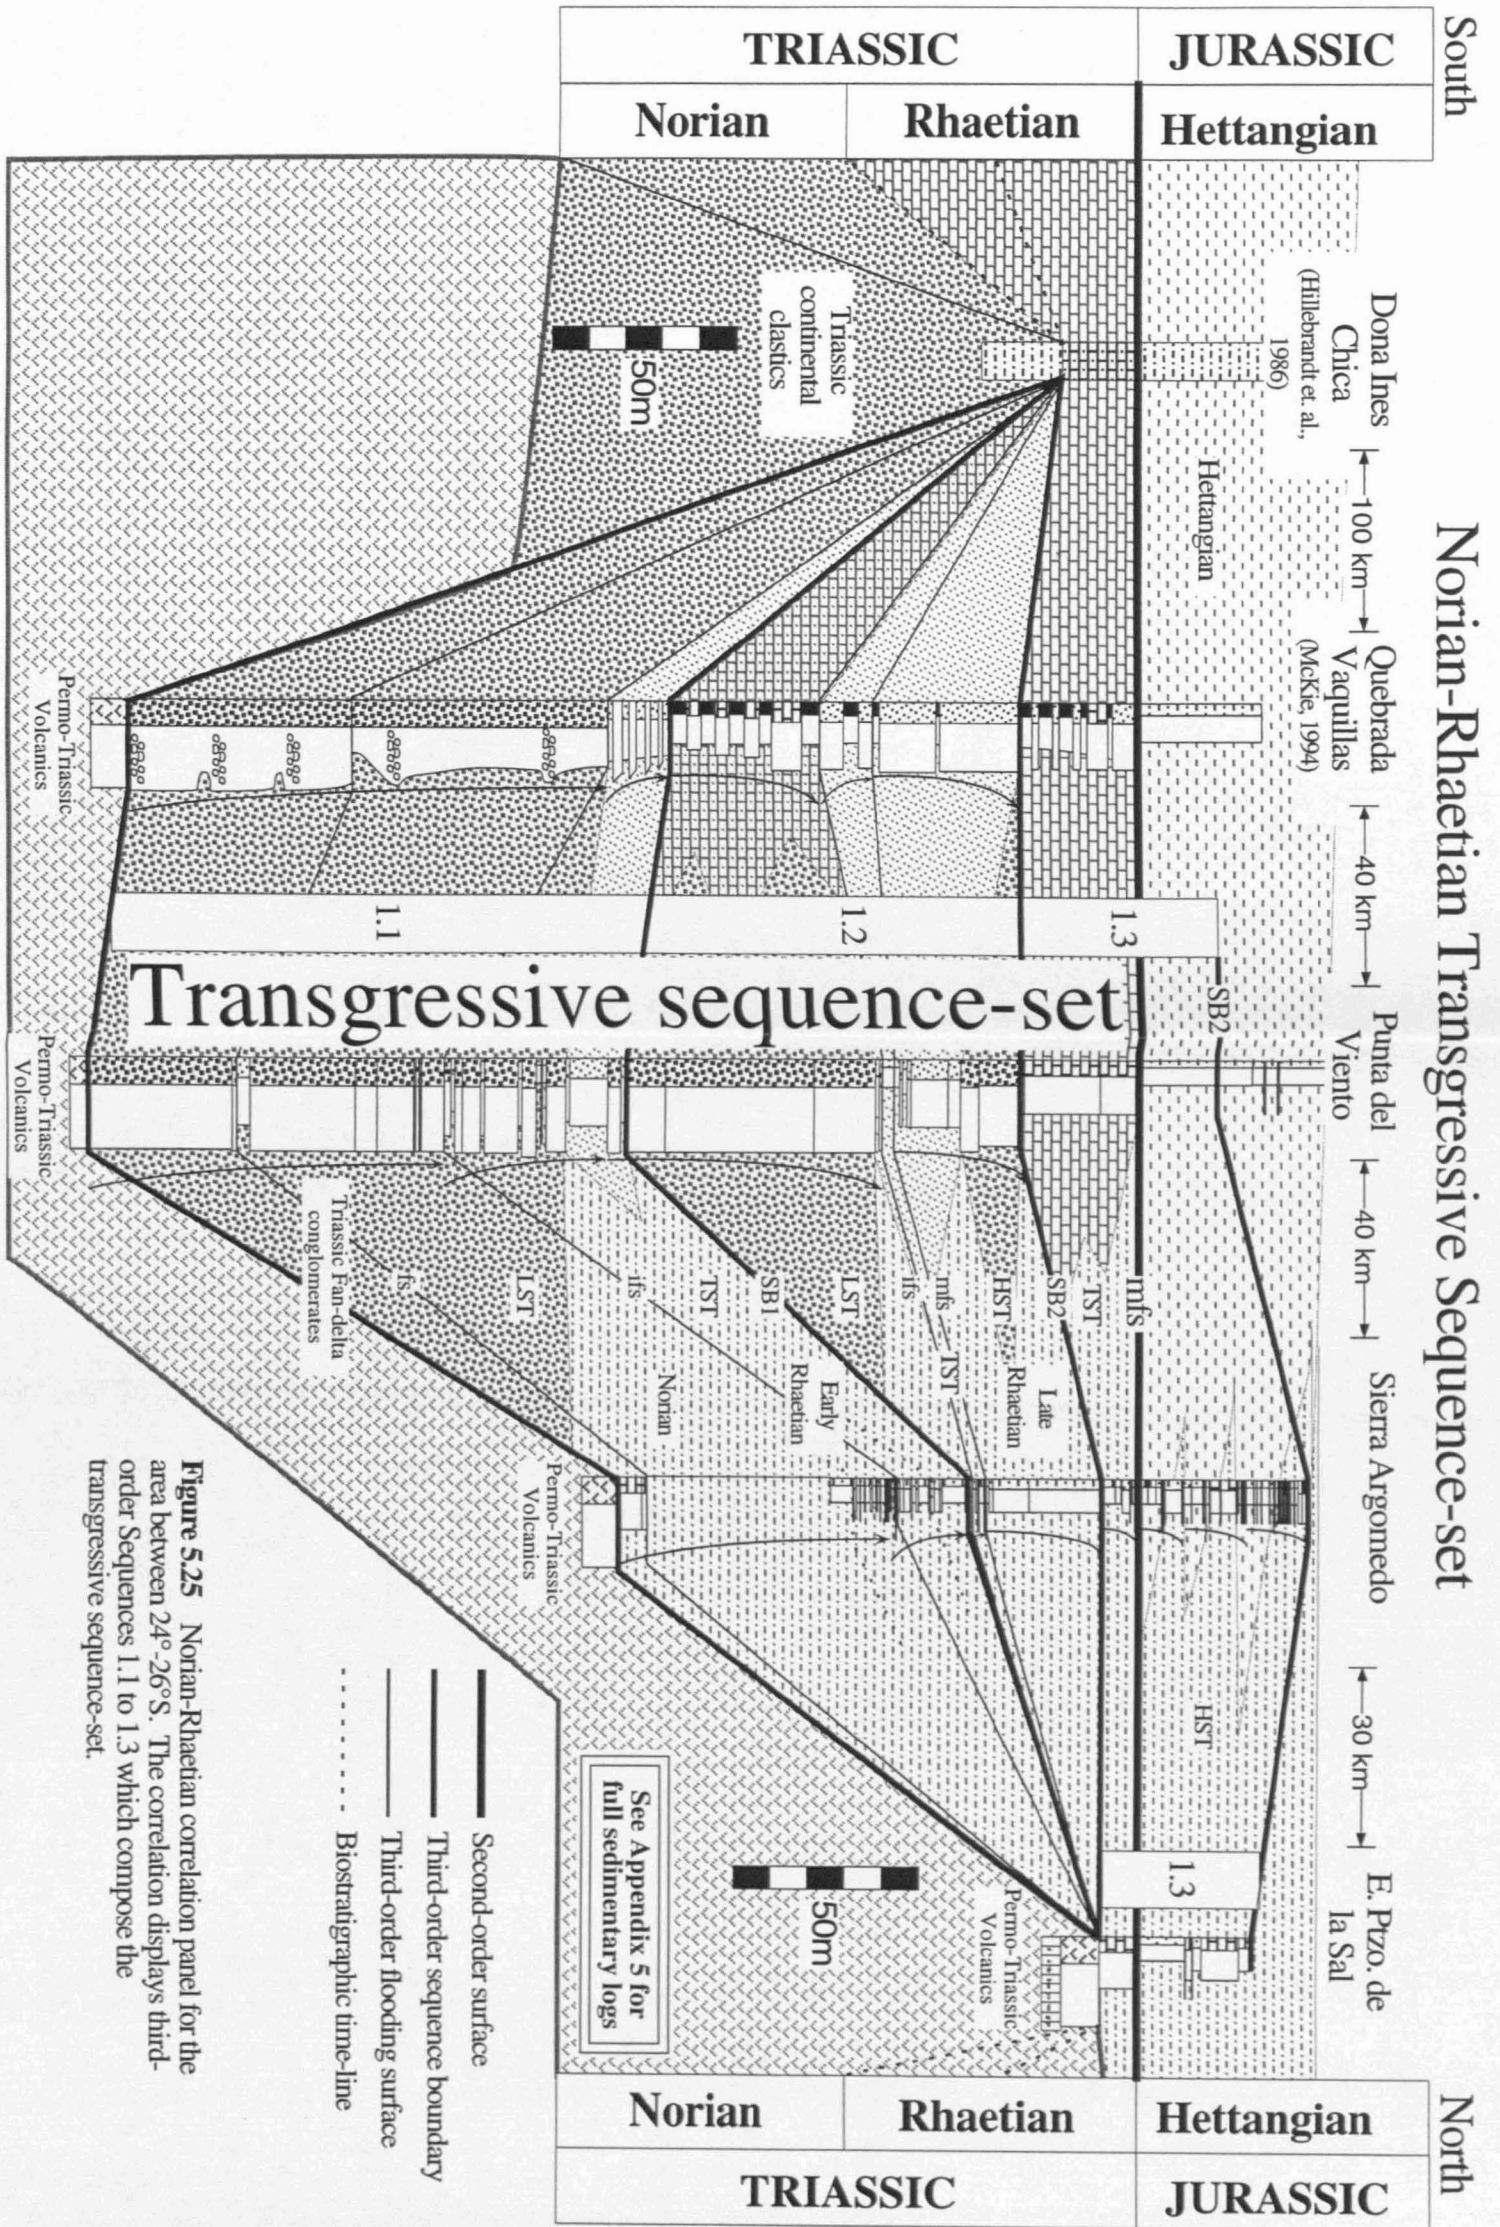 Norian-Rhaetian Transgressive Sequence-set
South
North
Dona Ines
Chica
(Hillebrandt et. al.,
1986)
100 km
Quebrada
Vaquillas
(McKie, 1994)
40 km
Punta del
Viento
40 km
Sierra Argomedo
30 km
E. Ptzo. de
la Sal
JURASSIC
TRIASSIC
Hettangian
Rhaetian
Norian
Hettangian
Triassic
continental
clastics
50m
Permo-Triassic
Volcanics
1.3
1.2
1.1
Transgressive sequence-set
SB2
Permo-Triassic
Volcanics
mfs
TST
SB2
HST
mfs
ifs
LST
SB1
TST
ifs
LST
fs
Triassic Fan-delta
conglomerates
TST
Late
Rhaetian
Early
Rhaetian
Norian
Permo-Triassic
Volcanics
HST
1.3
Permo-Triassic
Volcanics
50m
See Appendix 5 for
full sedimentary logs
Hettangian
Rhaetian
Norian
JURASSIC
TRIASSIC
Second-order surface
Third-order sequence boundary
Third-order flooding surface
Biostratigraphic time-line
Figure 5.25 Norian-Rhaetian correlation panel for the
area between 24°-26°S. The correlation displays third-
order Sequences 1.1 to 1.3 which compose the
transgressive sequence-set.